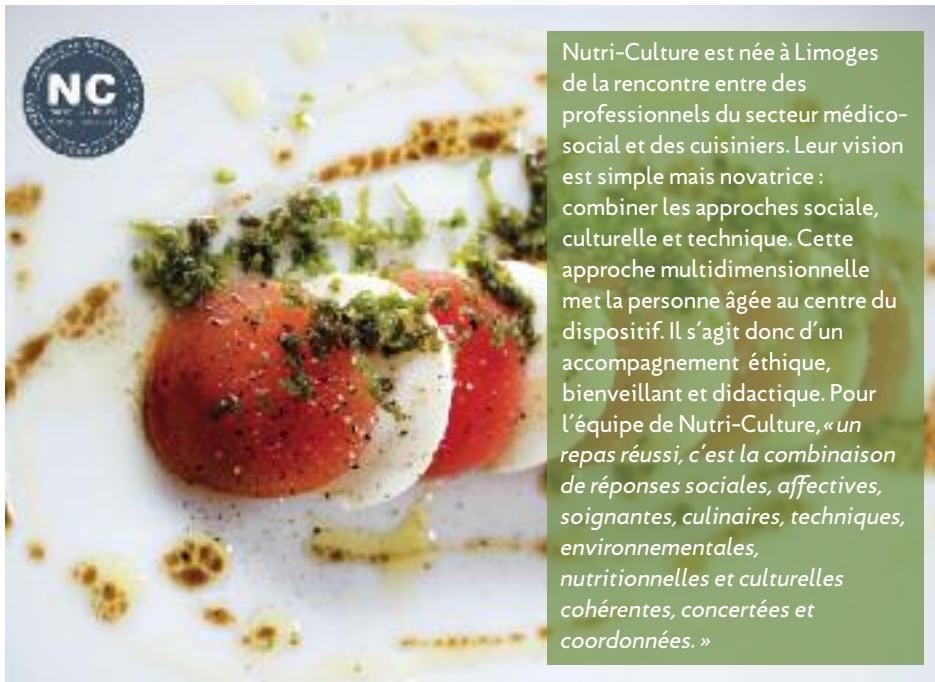 NC
Nutri-Culture est née à Limoges
de la rencontre entre des
professionnels du secteur médico-
social et des cuisiniers. Leur vision
est simple mais novatrice :
combiner les approches sociale,
culturelle et technique. Cette
approche multidimensionnelle
met la personne âgée au centre du
dispositif. Il s’agit donc d’un
accompagnement  éthique,
bienveillant et didactique. Pour
l’équipe de Nutri-Culture, « un
repas réussi, c’est la combinaison
de réponses sociales, affectives,
soignantes, culinaires, techniques,
environnementales,
nutritionnelles et culturelles
cohérentes, concertées et
coordonnées. »